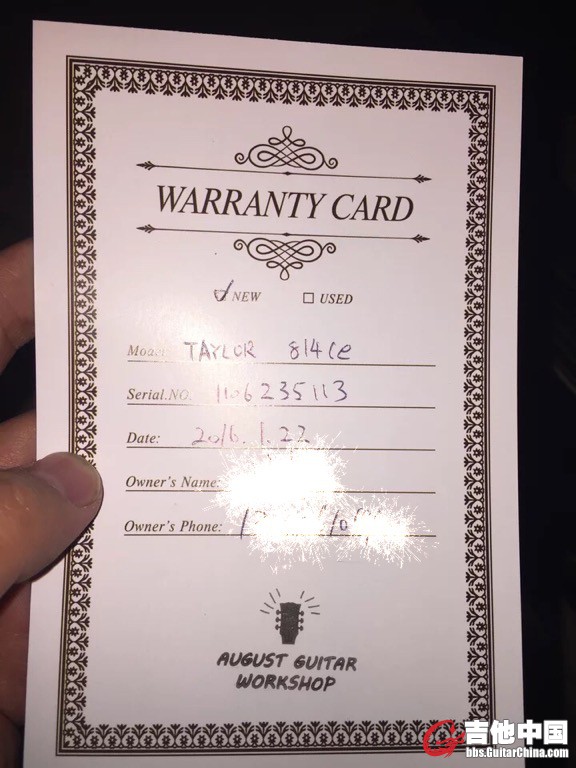 WARRANTY CARD
NEW USED
Model: TAYLOR 814ce
Serial.NO. 1106235113
Date: 2016.1.22
Owner's Name:
Owner's Phone:
AUGUST GUITAR
WORKSHOP
吉他中国
bbs.GuitarChina.com